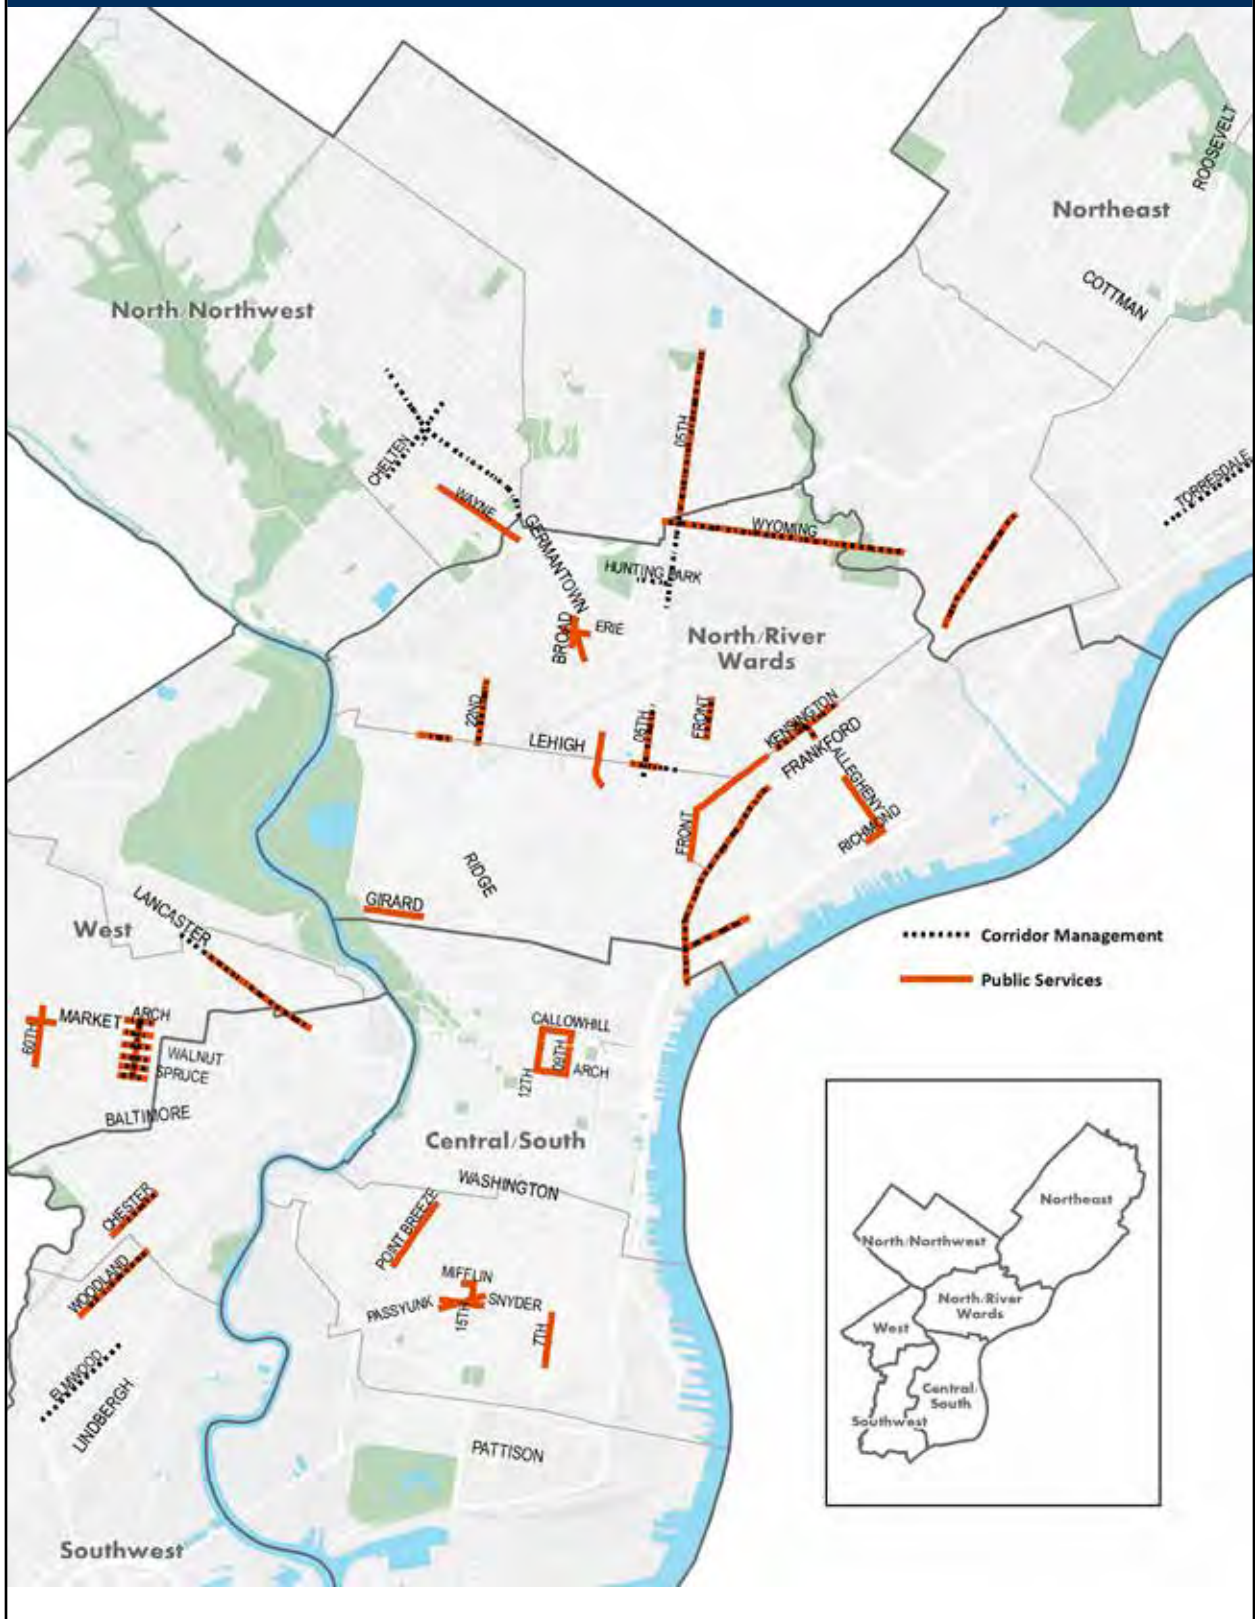 ROOSEVELT
Northeast
COTTMAN
North/Northwest
05TH
CHELTEN
TORRESDALE
WAYNE
GERMANTOWN
WYOMING
HUNTING PARK
BROAD
ERIE
North/River
Wards
22ND
LEHIGH
05TH
FRONT
KENSINGTON
FRANKFORD
ALLEGHENY
RICHMOND
FRONT
RIDGE
GIRARD
LANCASTER
West
Corridor Management
Public Services
60TH
MARKET
ARCH
WALNUT
SPRUCE
BALTIMORE
CALLOWHILL
09TH
12TH
ARCH
Central/South
WASHINGTON
CHESTER
POINT BREEZE
WOODLAND
MIFFLIN
PASSYUNK
SNYDER
15TH
7TH
ELMWOOD
LINDBERGH
PATTISON
Southwest
Northeast
North/Northwest
North/River
Wards
West
Central/
South
Southwest